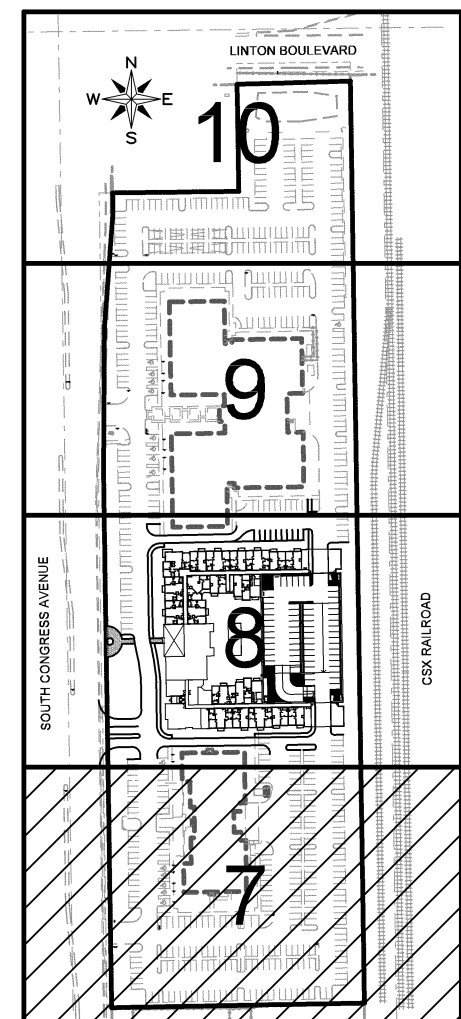 LINTON BOULEVARD
N
W E
S
10
9
SOUTH CONGRESS AVENUE
8
CSX RAILROAD
7